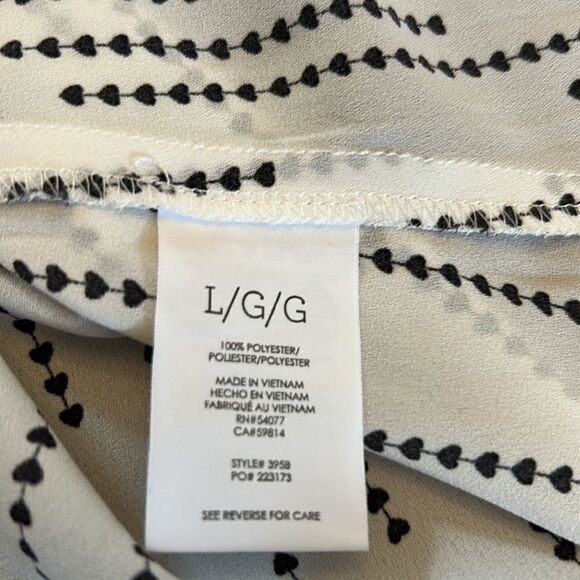 L/G/G
100% POLYESTER/
POLIESTER/POLYESTER
MADE IN VIETNAM
HECHO EN VIETNAM
FABRIQUÉ AU VIETNAM
RN#54077
CA#59814
STYLE# 3958
PO# 223173
SEE REVERSE FOR CARE